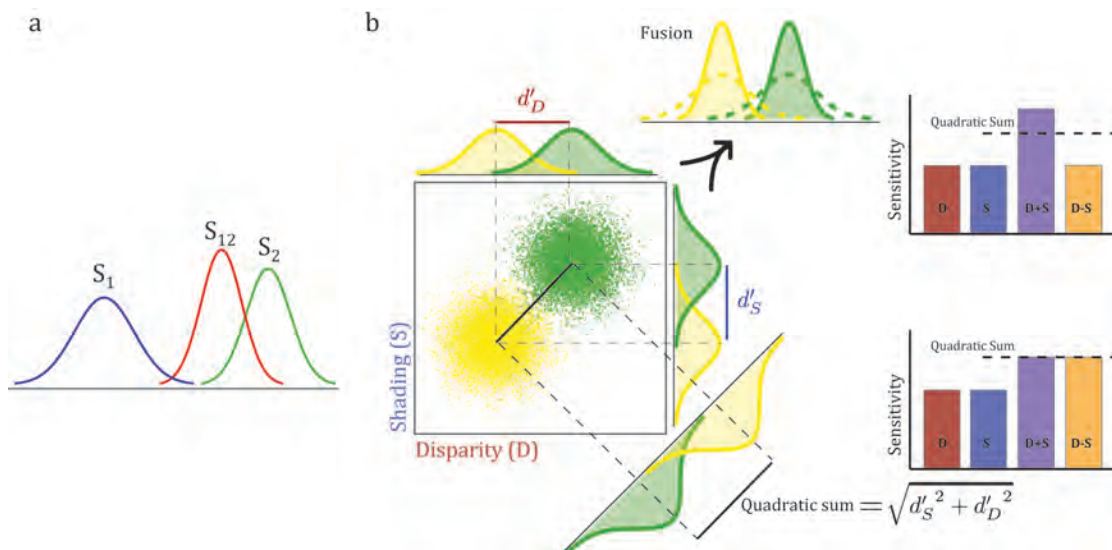 a
b
S₁
S₁₂
S₂
Fusion
d′D
Shading (S)
Disparity (D)
d′S
Quadratic sum = √d′S² + d′D²
Sensitivity
Quadratic Sum
D
S
D+S
D-S
Sensitivity
Quadratic Sum
D
S
D+S
D-S